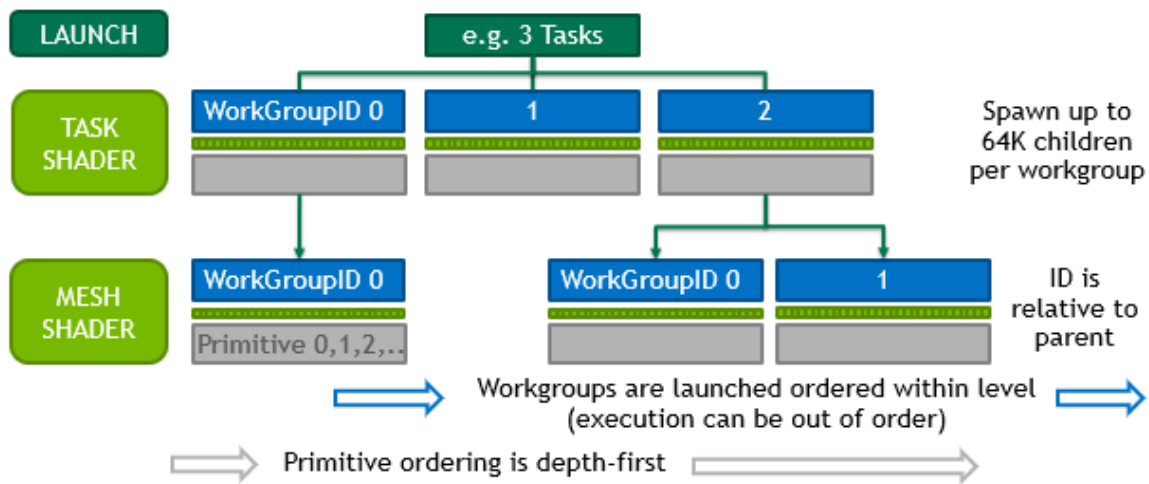 LAUNCH
e.g. 3 Tasks
TASK
SHADER
WorkGroupID 0
1
2
Spawn up to
64K children
per workgroup
MESH
SHADER
WorkGroupID 0
Primitive 0,1,2,..
WorkGroupID 0
1
ID is
relative to
parent
Workgroups are launched ordered within level
(execution can be out of order)
Primitive ordering is depth-first